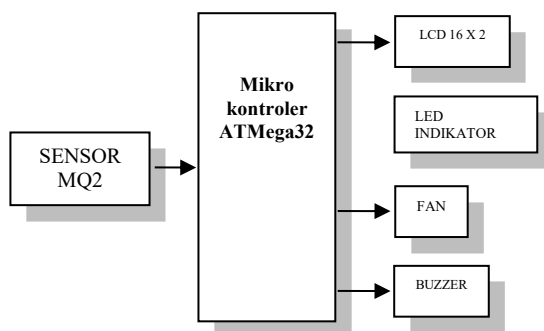 LCD 16 X 2
Mikro
kontroler
ATMega32
LED
INDIKATOR
SENSOR
MQ2
FAN
BUZZER